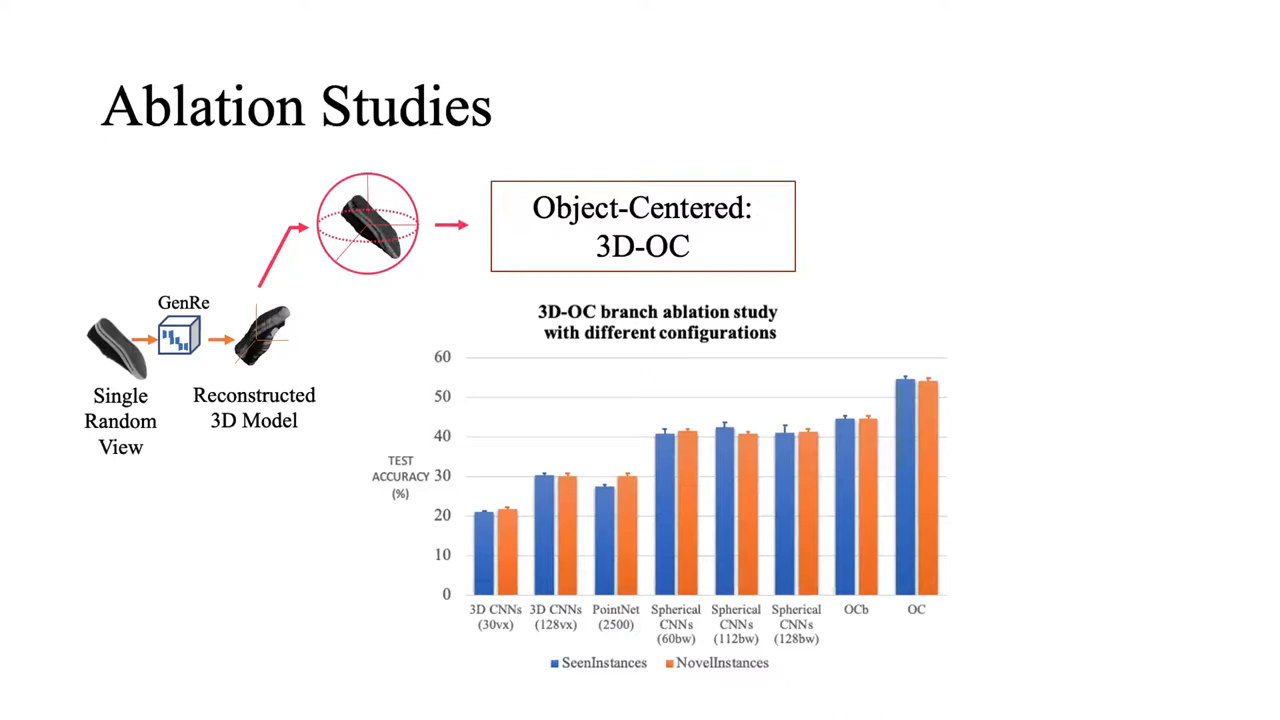 Ablation Studies
Object-Centered:
3D-OC
GenRe
Single
Random
View
Reconstructed
3D Model
3D-OC branch ablation study
with different configurations
60
50
40
30
20
10
0
TEST
ACCURACY
(%)
3D CNNs
(30vx)
3D CNNs
(128vx)
PointNet
(2500)
Spherical
CNNs
(60bw)
Spherical
CNNs
(112bw)
Spherical
CNNs
(128bw)
OCb
OC
SeenInstances
NovelInstances